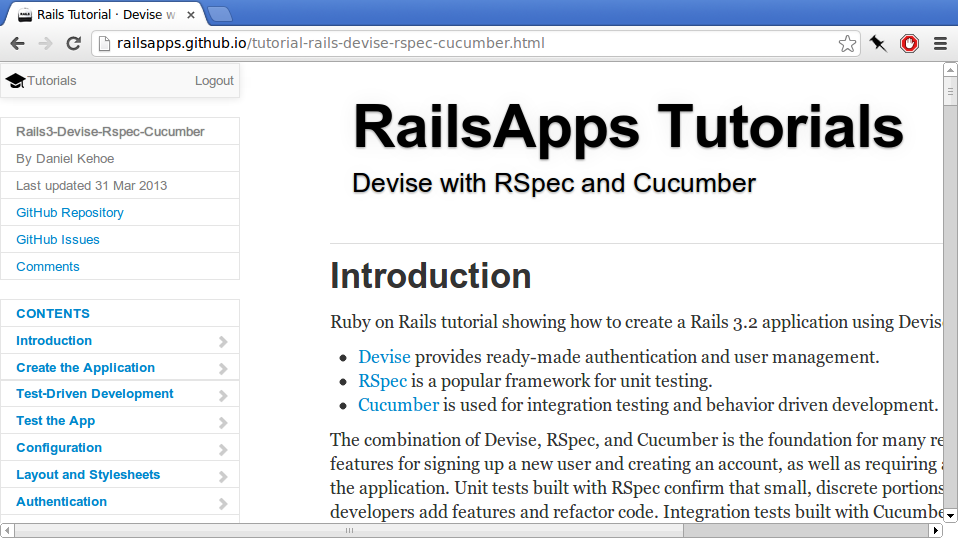 Rails Tutorial · Devise w
railsapps.github.io/tutorial-rails-devise-rspec-cucumber.html
Tutorials Logout
Rails3-Devise-Rspec-Cucumber
By Daniel Kehoe
Last updated 31 Mar 2013
GitHub Repository
GitHub Issues
Comments
CONTENTS
Introduction
Create the Application
Test-Driven Development
Test the App
Configuration
Layout and Stylesheets
Authentication
RailsApps Tutorials
Devise with RSpec and Cucumber
Introduction
Ruby on Rails tutorial showing how to create a Rails 3.2 application using Devise
• Devise provides ready-made authentication and user management.
• RSpec is a popular framework for unit testing.
• Cucumber is used for integration testing and behavior driven development.
The combination of Devise, RSpec, and Cucumber is the foundation for many re
features for signing up a new user and creating an account, as well as requiring
the application. Unit tests built with RSpec confirm that small, discrete portions
developers add features and refactor code. Integration tests built with Cucumbe